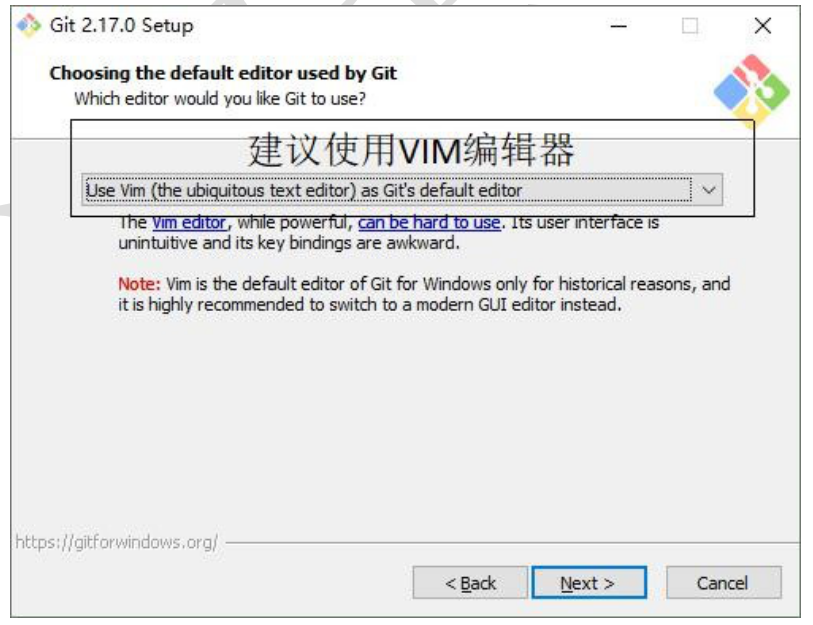 Git 2.17.0 Setup
Choosing the default editor used by Git
Which editor would you like Git to use?
建议使用VIM编辑器
Use Vim (the ubiquitous text editor) as Git's default editor
The Vim editor, while powerful, can be hard to use. Its user interface is
unintuitive and its key bindings are awkward.
Note: Vim is the default editor of Git for Windows only for historical reasons, and
it is highly recommended to switch to a modern GUI editor instead.
https://gitforwindows.org/
< Back
Next >
Cancel